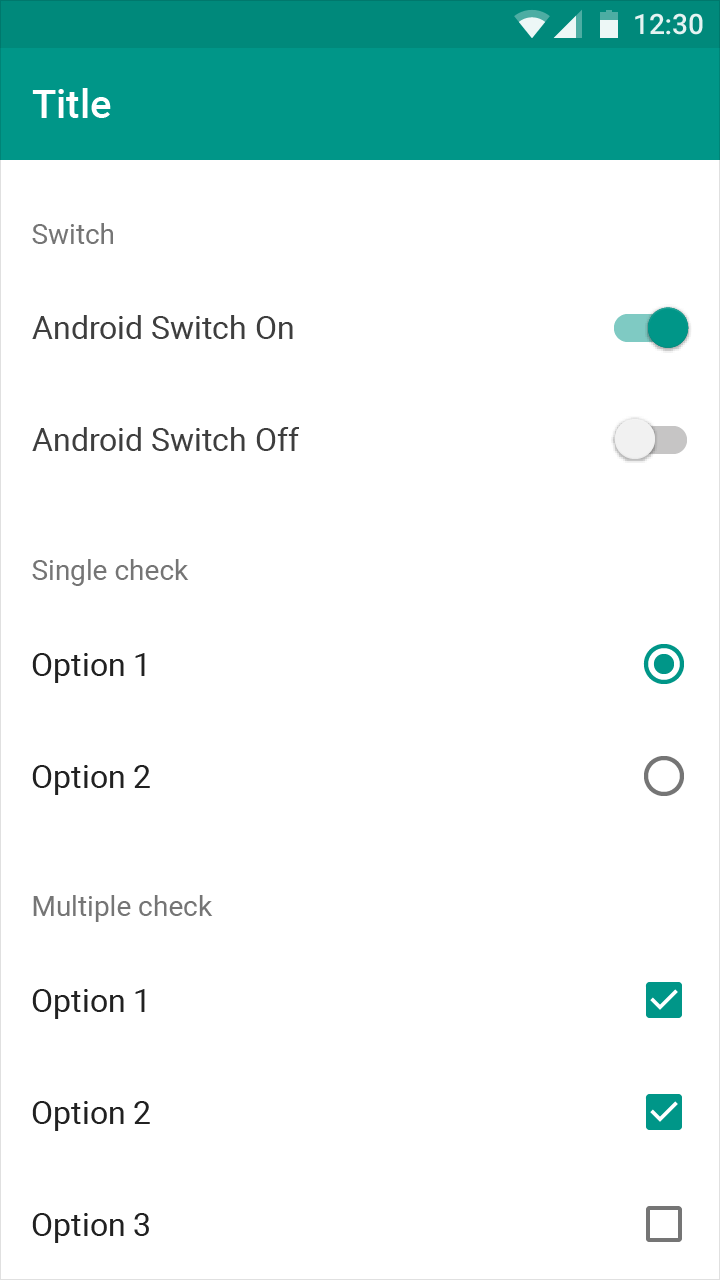 12:30
Title
Switch
Android Switch On
Android Switch Off
Single check
Option 1
Option 2
Multiple check
Option 1
Option 2
Option 3